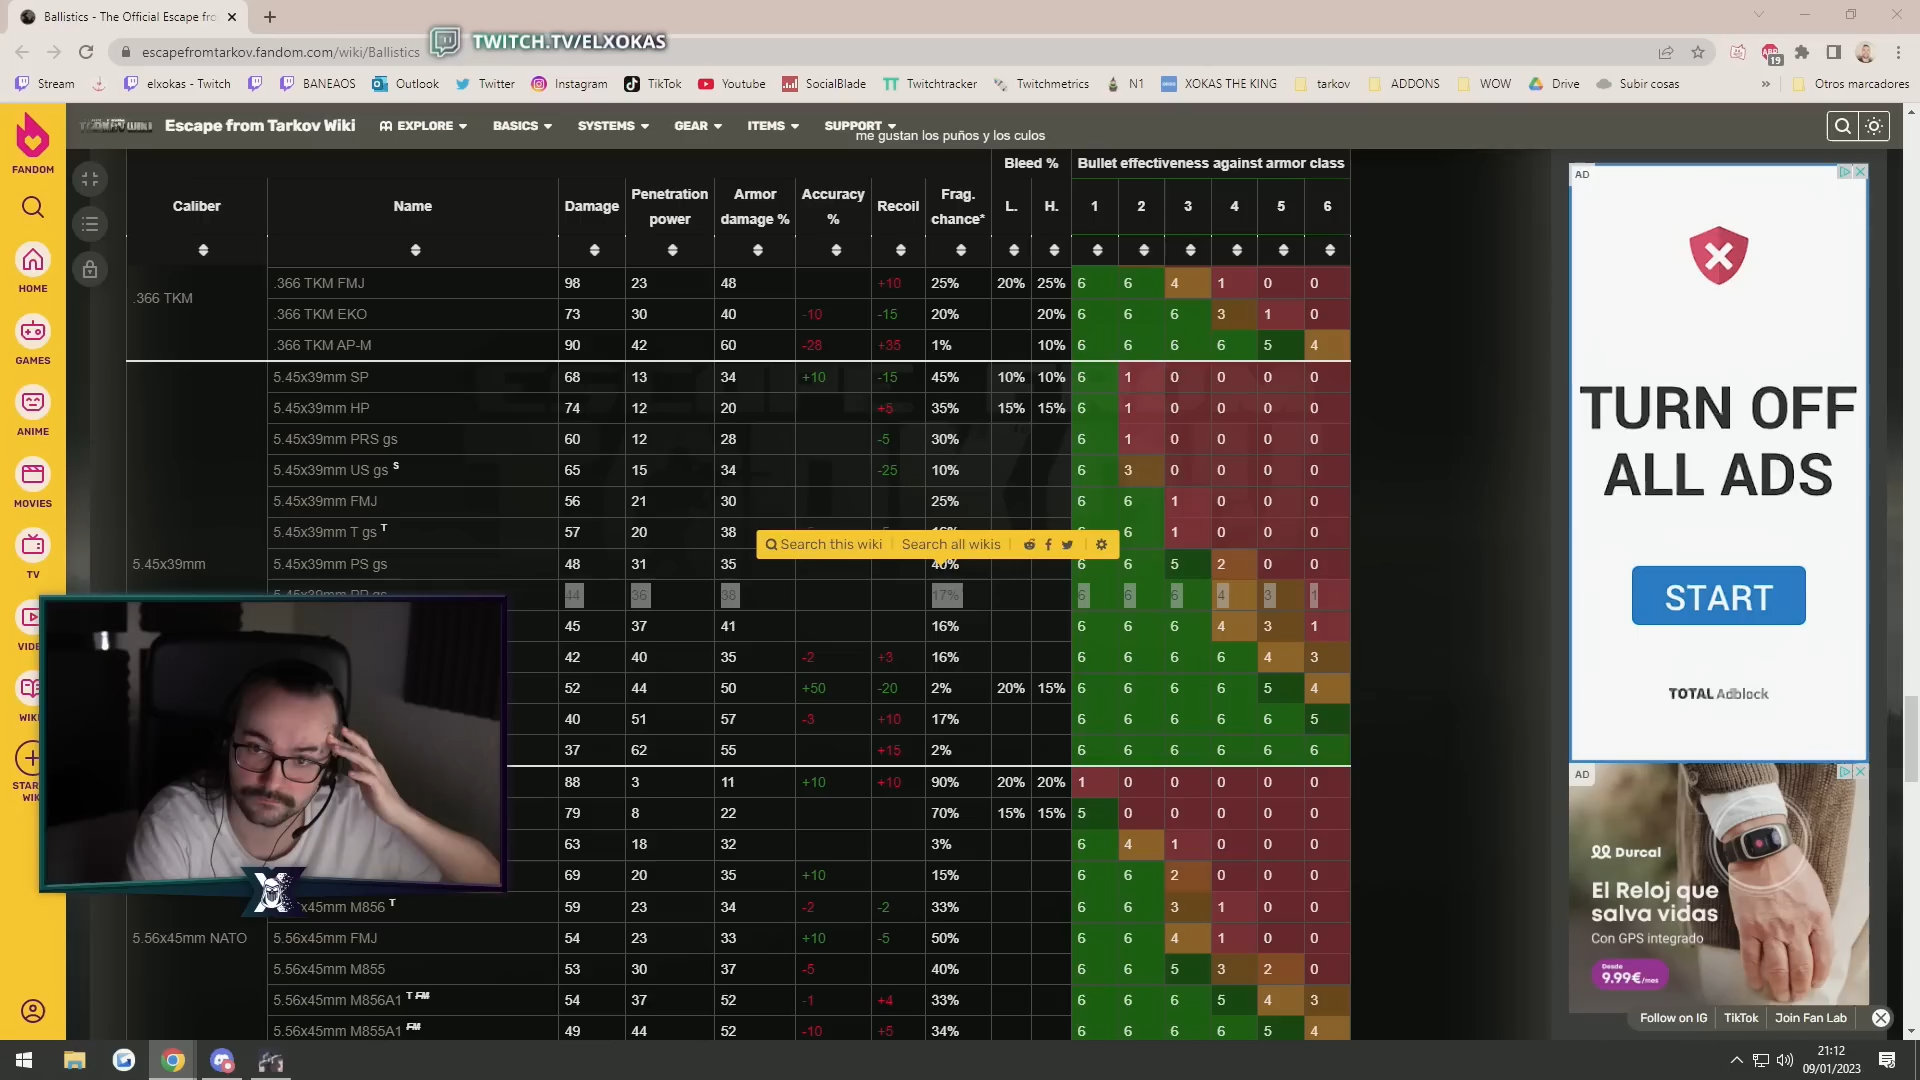 Ballistics - The Official Escape fro
escapefromtarkov.fandom.com/wiki/Ballistics
TWITCH.TV/ELXOKAS
19
Stream
elxokas - Twitch
BANEAOS
Outlook
Twitter
Instagram
TikTok
Youtube
SocialBlade
TT Twitchtracker
Twitchmetrics
N1
XOKAS THE KING
tarkov
ADDONS
WOW
Drive
Subir cosas
»
Otros marcadores
Escape from Tarkov Wiki
EXPLORE
BASICS
SYSTEMS
GEAR
ITEMS
SUPPORT
me gustan los puños y los culos
FANDOM
HOME
GAMES
ANIME
MOVIES
TV
VIDE
WIKI
START
WIK
Bleed % Bullet effectiveness against armor class
Caliber Name Damage Penetration power Armor damage % Accuracy % Recoil Frag. chance* L. H. 1 2 3 4 5 6
.366 TKM
.366 TKM FMJ 98 23 48 +10 25% 20% 25% 6 6 4 1 0 0
.366 TKM EKO 73 30 40 -10 -15 20% 20% 6 6 6 3 1 0
.366 TKM AP-M 90 42 60 -28 +35 1% 10% 6 6 6 6 5 4
5.45x39mm SP 68 13 34 +10 -15 45% 10% 10% 6 1 0 0 0 0
5.45x39mm HP 74 12 20 +5 35% 15% 15% 6 1 0 0 0 0
5.45x39mm PRS gs 60 12 28 -5 30% 6 1 0 0 0 0
5.45x39mm US gs S 65 15 34 -25 10% 6 3 0 0 0 0
5.45x39mm FMJ 56 21 30 25% 6 6 1 0 0 0
5.45x39mm T gs T 57 20 38 6 1 0 0 0
Search this wiki Search all wikis
5.45x39mm
5.45x39mm PS gs 48 31 35 40% 6 6 5 2 0 0
5.45x39mm PP gs 44 36 38 17% 6 6 6 4 3 1
45 37 41 16% 6 6 6 4 3 1
42 40 35 -2 +3 16% 6 6 6 6 4 3
52 44 50 +50 -20 2% 20% 15% 6 6 6 6 5 4
40 51 57 -3 +10 17% 6 6 6 6 6 5
37 62 55 +15 2% 6 6 6 6 6 6
88 3 11 +10 +10 90% 20% 20% 1 0 0 0 0 0
79 8 22 70% 15% 15% 5 0 0 0 0 0
63 18 32 3% 6 4 1 0 0 0
69 20 35 +10 15% 6 6 2 0 0 0
x45mm M856 T 59 23 34 -2 -2 33% 6 6 3 1 0 0
5.56x45mm NATO
5.56x45mm FMJ 54 23 33 +10 -5 50% 6 6 4 1 0 0
5.56x45mm M855 53 30 37 -5 40% 6 6 5 3 2 0
5.56x45mm M856A1 T FM 54 37 52 -1 +4 33% 6 6 6 5 4 3
5.56x45mm M855A1 FM 49 44 52 -10 +5 34% 6 6 6 6 5 4
AD
TURN OFF
ALL ADS
START
TOTAL Adblock
AD
Durcal
El Reloj que
salva vidas
Con GPS integrado
Desde
9.99€/mes
Follow on IG
TikTok
Join Fan Lab
21:12
09/01/2023